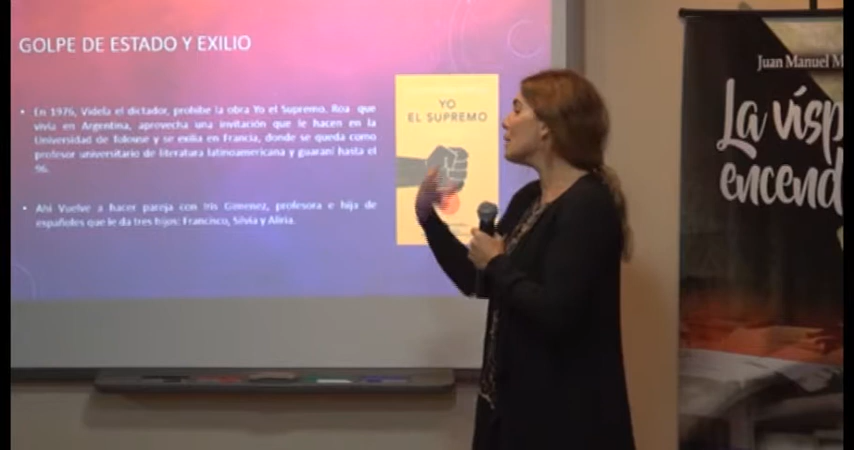 GOLPE DE ESTADO Y EXILIO
• En 1976, Videla el dictador, prohíbe la obra Yo el Supremo. Roa que
vivía en Argentina, aprovecha una invitación que le hacen en la
Universidad de Tolouse y se exilia en Francia, donde se queda como
profesor universitario de literatura latinoamericana y guaraní hasta el
96.
• Ahí Vuelve a hacer pareja con Iris Gimenez, profesora e hija de
españoles que le da tres hijos: Francisco, Silvia y Aliria.
YO
EL SUPREMO
Juan Manuel M
La vísp
encend